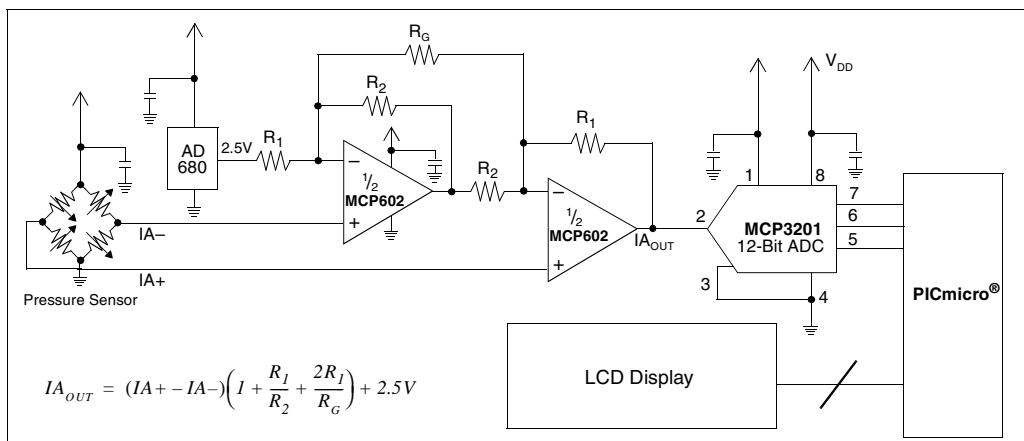 R_G
V_DD
R_2
AD
680
2.5V
R_1
R_1
1
8
–
½
MCP602
+
R_2
–
½
MCP602
+
IA_OUT
2
MCP3201
12-Bit ADC
7
6
5
3
4
IA–
IA+
Pressure Sensor
PICmicro®
LCD Display
IA_OUT = (IA+ – IA–)(1 + R_1/R_2 + 2R_1/R_G) + 2.5V